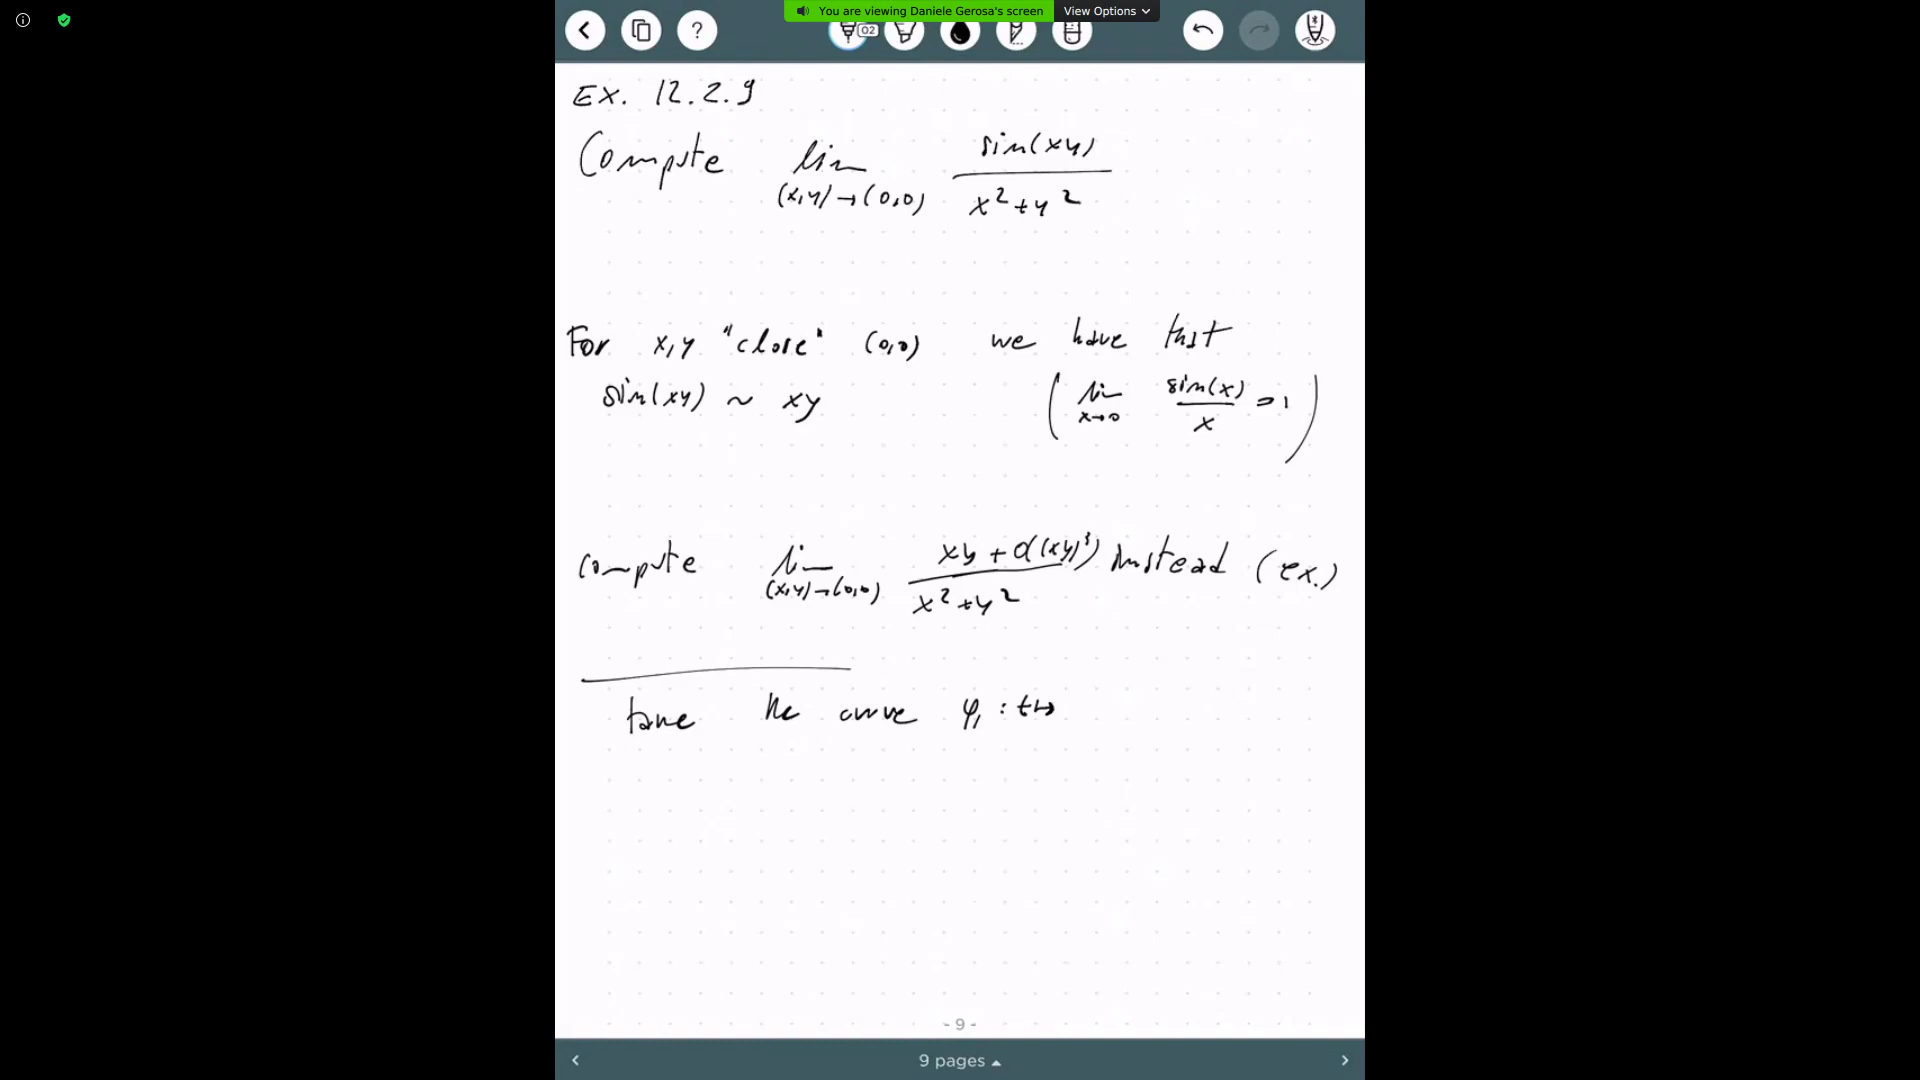 You are viewing Daniele Gerosa's screen View Options
? 02
Ex. 12.2.9
Compute lim (x,y)→(0,0) sin(xy) / x²+y²
For x,y "close" (0,0) we have that
sin(xy) ~ xy ( lim x→0 sin(x) / x = 1 )
compute lim (x,y)→(0,0) xy + O((xy)³) / x²+y² instead (ex.)
take the curve φ₁ : t↦
- 9 -
9 pages